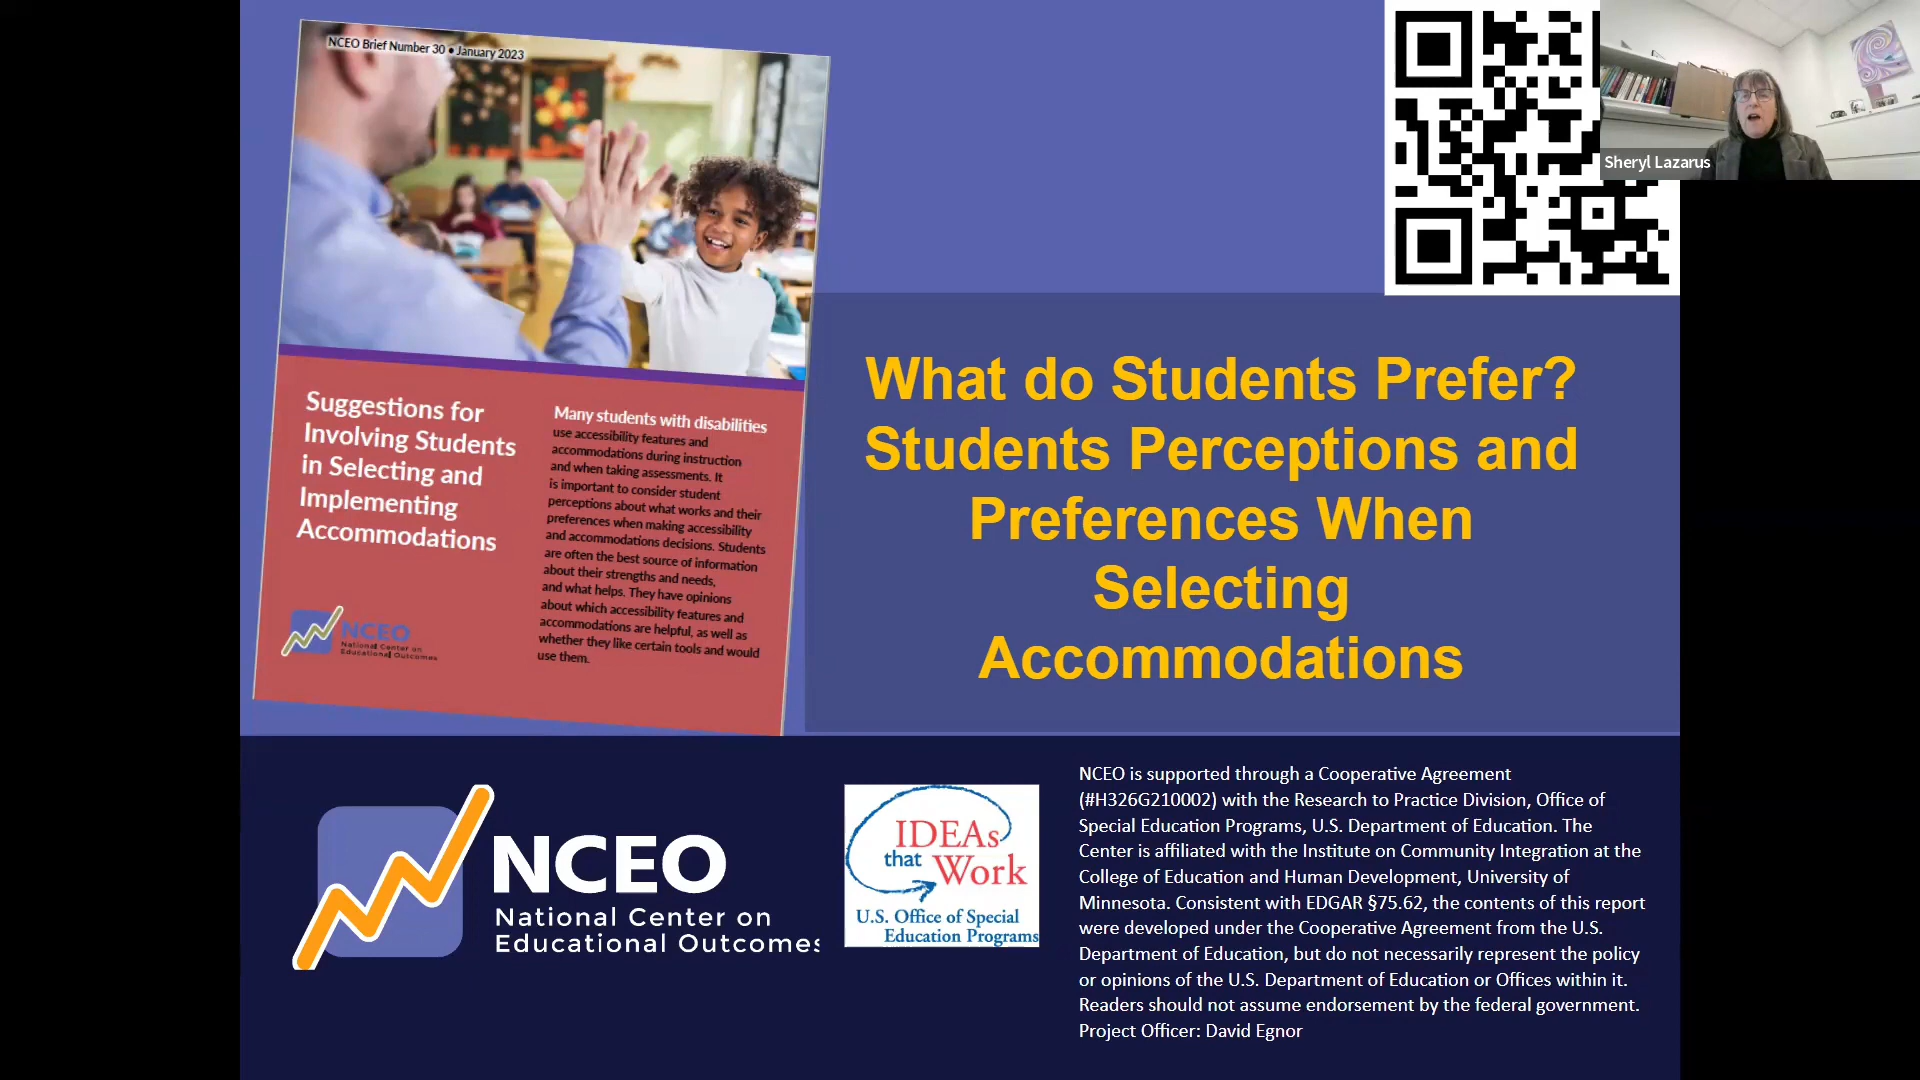 NCEO Brief Number 30 • January 2023
Suggestions for
Involving Students
in Selecting and
Implementing
Accommodations
Many students with disabilities
use accessibility features and
accommodations during instruction
and when taking assessments. It
is important to consider student
perceptions about what works and their
preferences when making accessibility
and accommodations decisions. Students
are often the best source of information
about their strengths and needs,
and what helps. They have opinions
about which accessibility features and
accommodations are helpful, as well as
whether they like certain tools and would
use them.
NCEO
National Center on
Educational Outcomes
Sheryl Lazarus
What do Students Prefer?
Students Perceptions and
Preferences When
Selecting
Accommodations
NCEO
National Center on
Educational Outcomes
IDEAs
that Work
U.S. Office of Special
Education Programs
NCEO is supported through a Cooperative Agreement
(#H326G210002) with the Research to Practice Division, Office of
Special Education Programs, U.S. Department of Education. The
Center is affiliated with the Institute on Community Integration at the
College of Education and Human Development, University of
Minnesota. Consistent with EDGAR §75.62, the contents of this report
were developed under the Cooperative Agreement from the U.S.
Department of Education, but do not necessarily represent the policy
or opinions of the U.S. Department of Education or Offices within it.
Readers should not assume endorsement by the federal government.
Project Officer: David Egnor